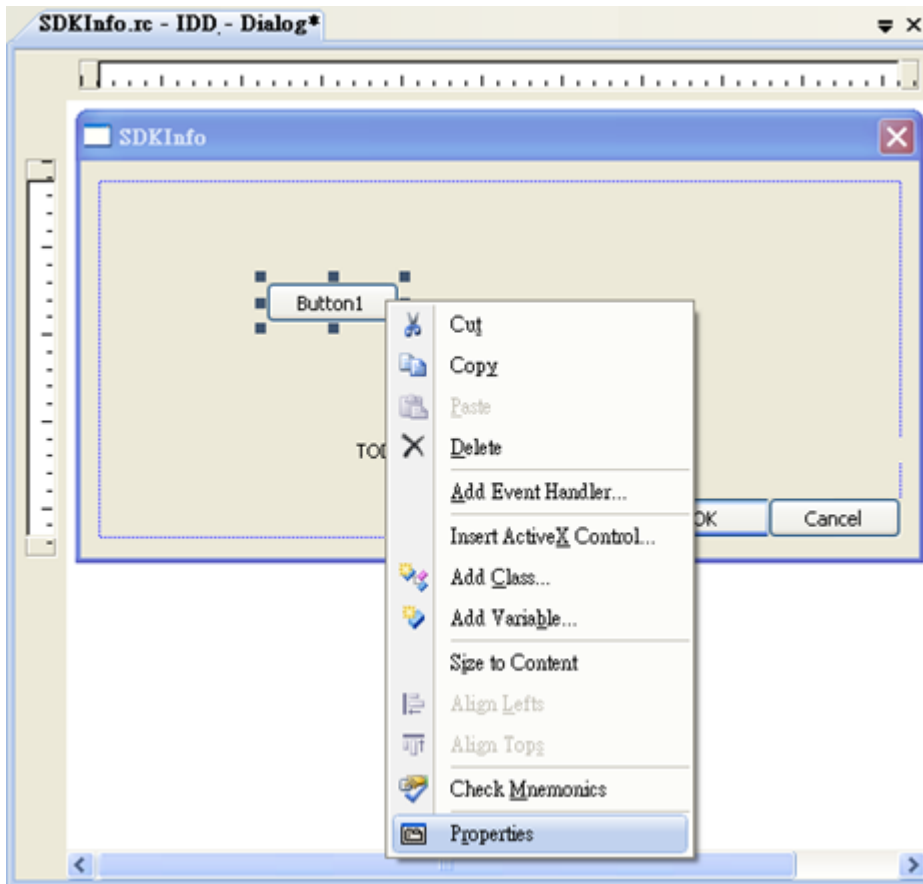 SDKInfo.rc - IDD_- Dialog*
SDKInfo
Button1
Cut
Copy
Paste
Delete
Add Event Handler...
Insert ActiveX Control...
Add Class...
Add Variable...
Size to Content
Align Lefts
Align Tops
Check Mnemonics
Properties
Cancel